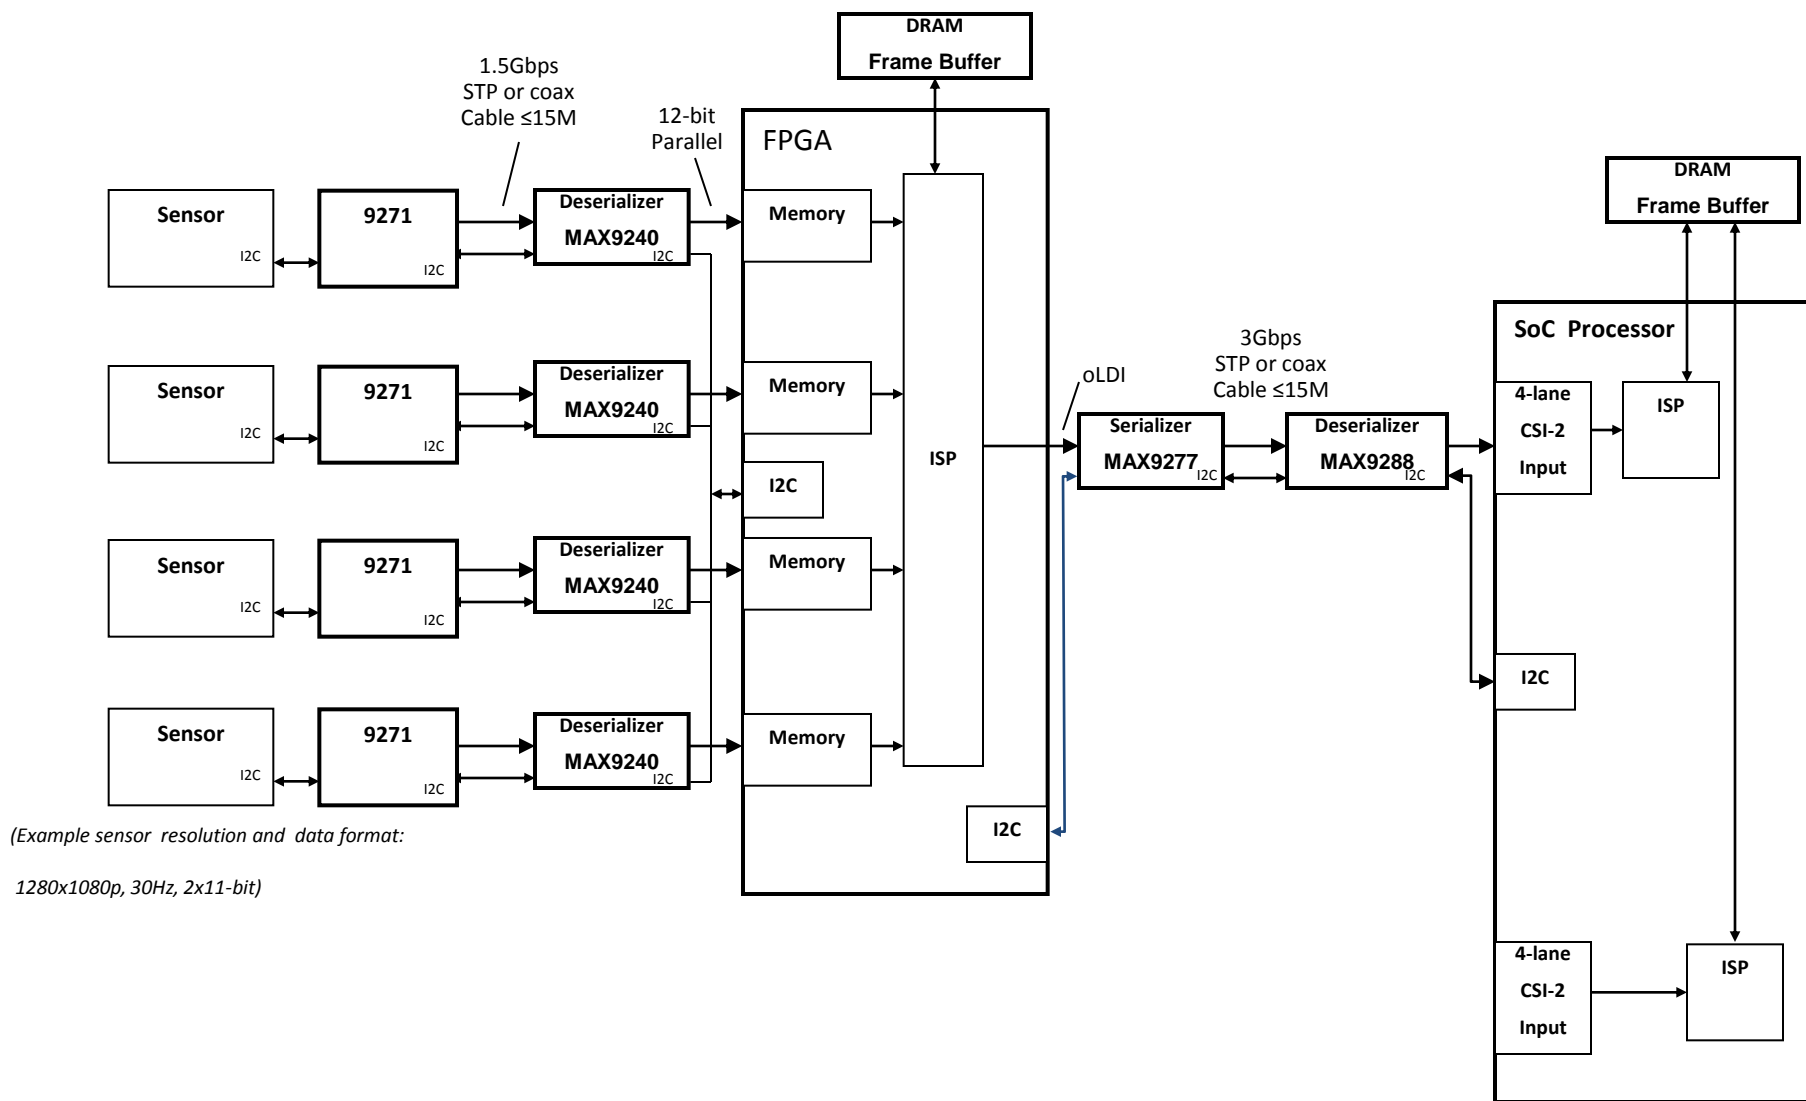 DRAM
Frame Buffer
1.5Gbps
STP or coax
Cable ≤15M
12-bit
Parallel
FPGA
DRAM
Frame Buffer
Sensor
I2C
9271
I2C
Deserializer
MAX9240
I2C
Memory
Sensor
I2C
9271
I2C
Deserializer
MAX9240
I2C
Memory
I2C
ISP
Sensor
I2C
9271
I2C
Deserializer
MAX9240
I2C
Memory
Sensor
I2C
9271
I2C
Deserializer
MAX9240
I2C
Memory
I2C
oLDI
3Gbps
STP or coax
Cable ≤15M
Serializer
MAX9277
I2C
Deserializer
MAX9288
I2C
SoC Processor
4-lane
CSI-2
Input
ISP
I2C
4-lane
CSI-2
Input
ISP
(Example sensor resolution and data format:
1280x1080p, 30Hz, 2x11-bit)